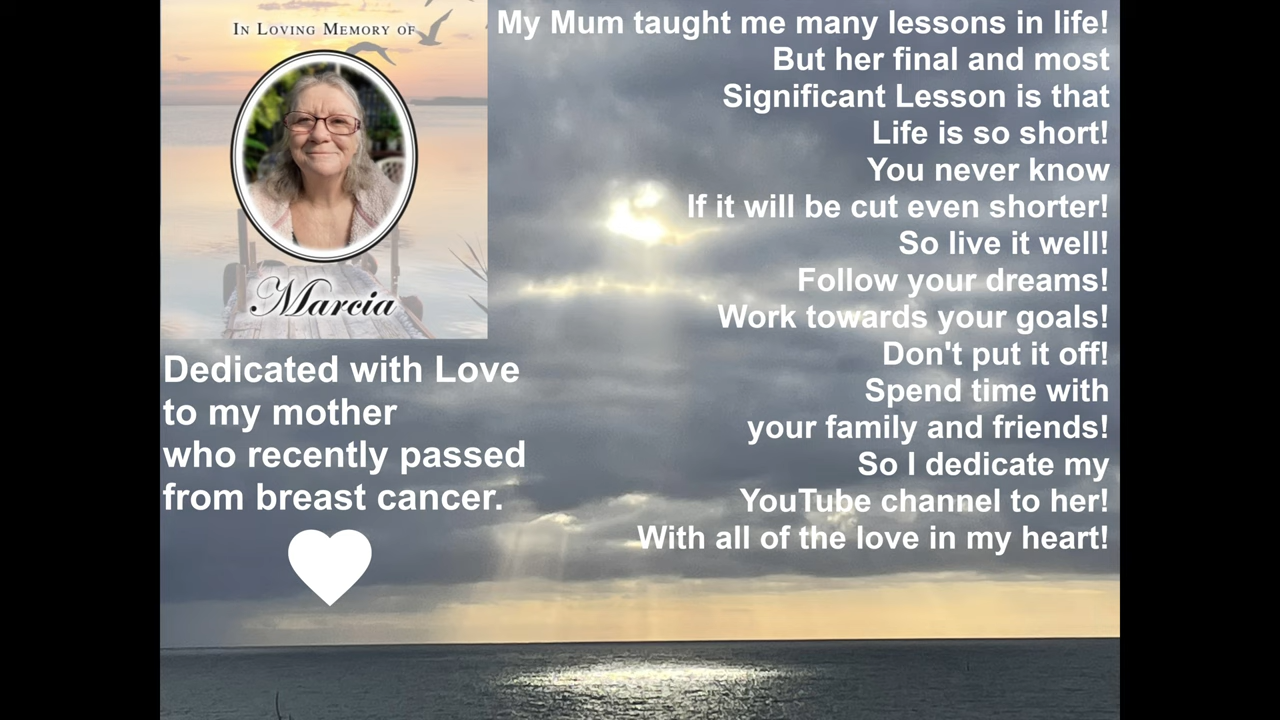 In Loving Memory of
Marcia
Dedicated with Love
to my mother
who recently passed
from breast cancer.
My Mum taught me many lessons in life!
But her final and most
Significant Lesson is that
Life is so short!
You never know
If it will be cut even shorter!
So live it well!
Follow your dreams!
Work towards your goals!
Don't put it off!
Spend time with
your family and friends!
So I dedicate my
YouTube channel to her!
With all of the love in my heart!